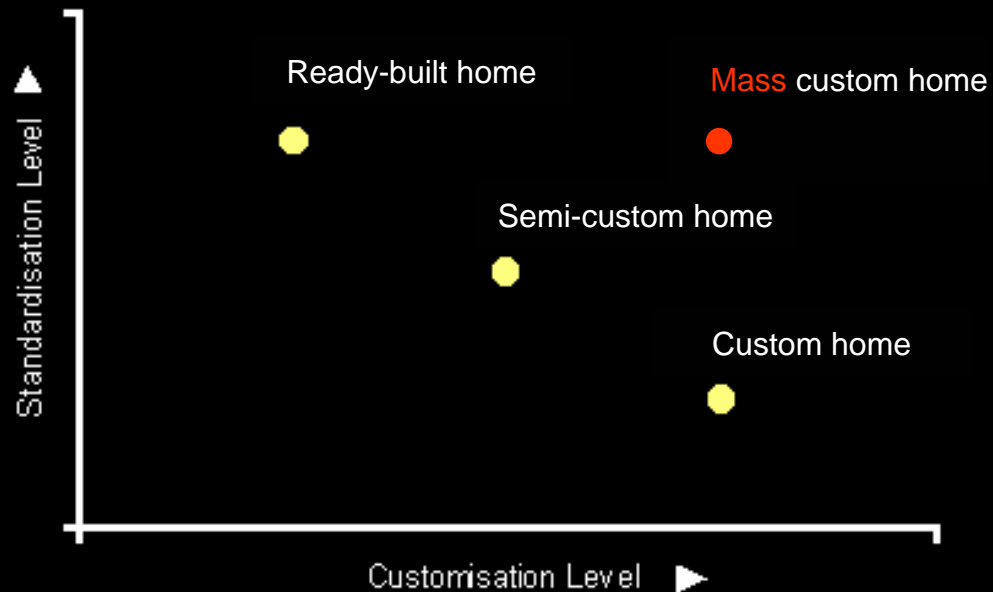 Ready-built home
Mass custom home
Standardisation Level
Semi-custom home
Custom home
Customisation Level